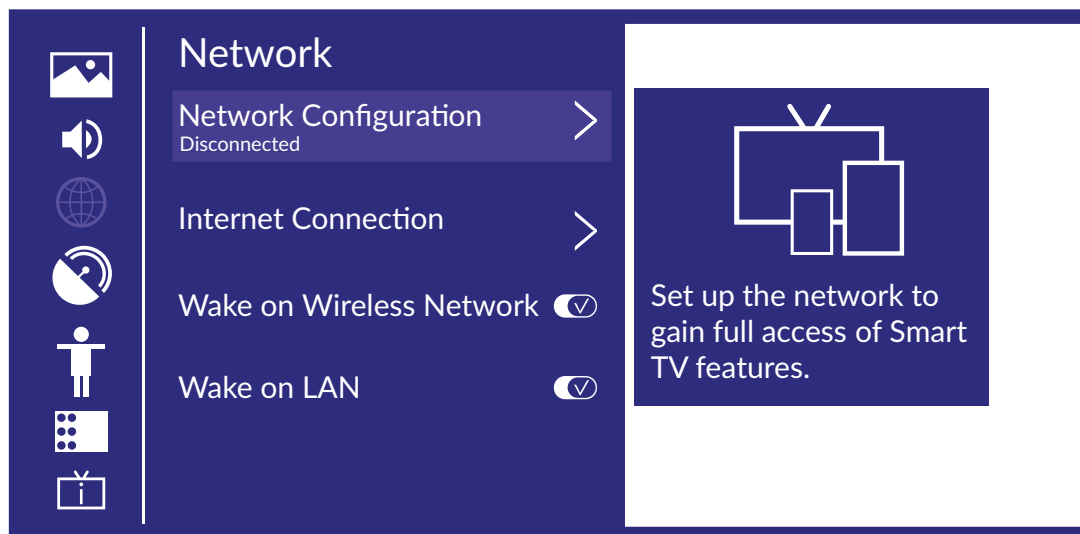 Network
Network Configuration
Disconnected
Internet Connection
Wake on Wireless Network
Wake on LAN
Set up the network to
gain full access of Smart
TV features.